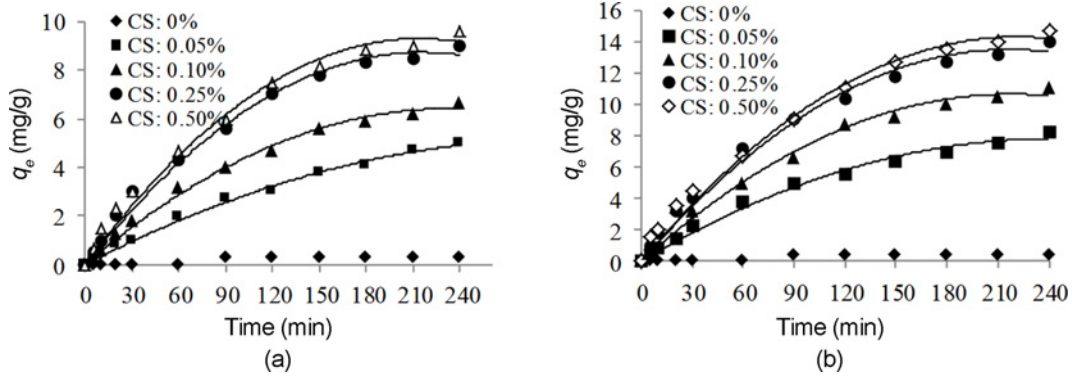 10
8
6
4
2
0
qe (mg/g)
CS: 0%
CS: 0.05%
CS: 0.10%
CS: 0.25%
CS: 0.50%
0 30 60 90 120 150 180 210 240
Time (min)
(a)
16
14
12
10
8
6
4
2
0
qe (mg/g)
CS: 0%
CS: 0.05%
CS: 0.10%
CS: 0.25%
CS: 0.50%
0 30 60 90 120 150 180 210 240
Time (min)
(b)